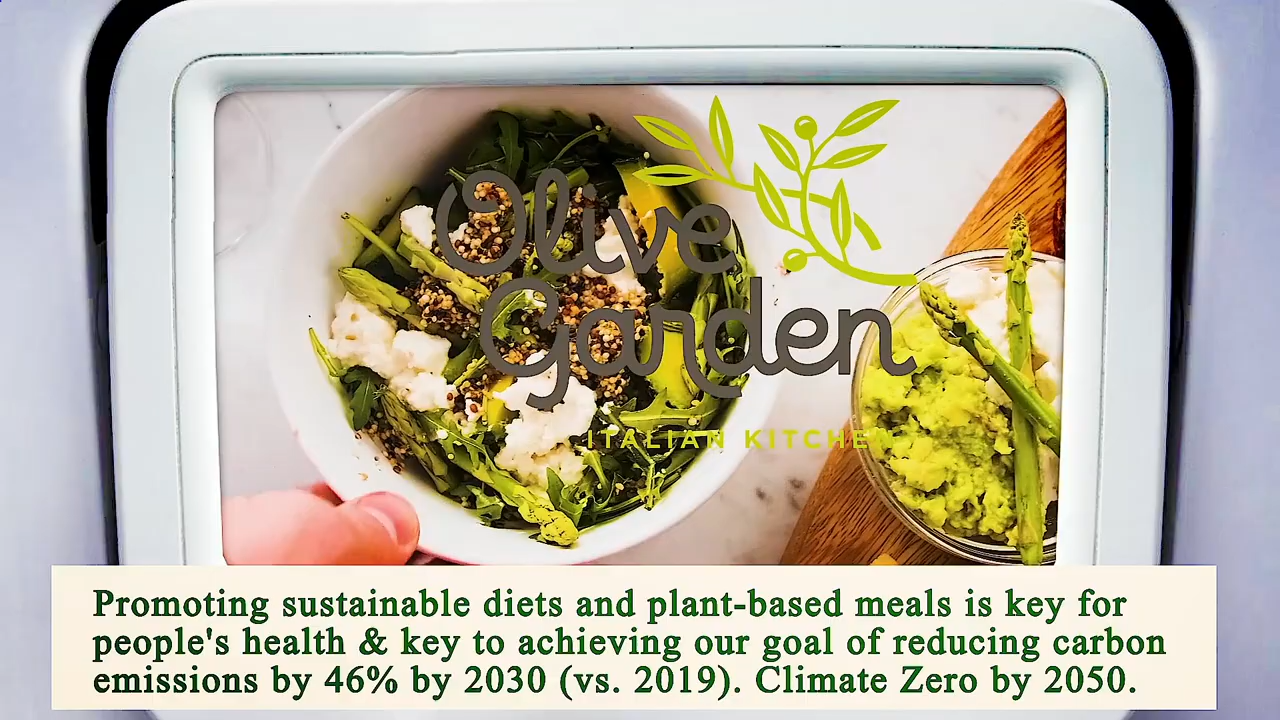 Olive
Garden
ITALIAN KITCHEN
Promoting sustainable diets and plant-based meals is key for
people's health & key to achieving our goal of reducing carbon
emissions by 46% by 2030 (vs. 2019). Climate Zero by 2050.